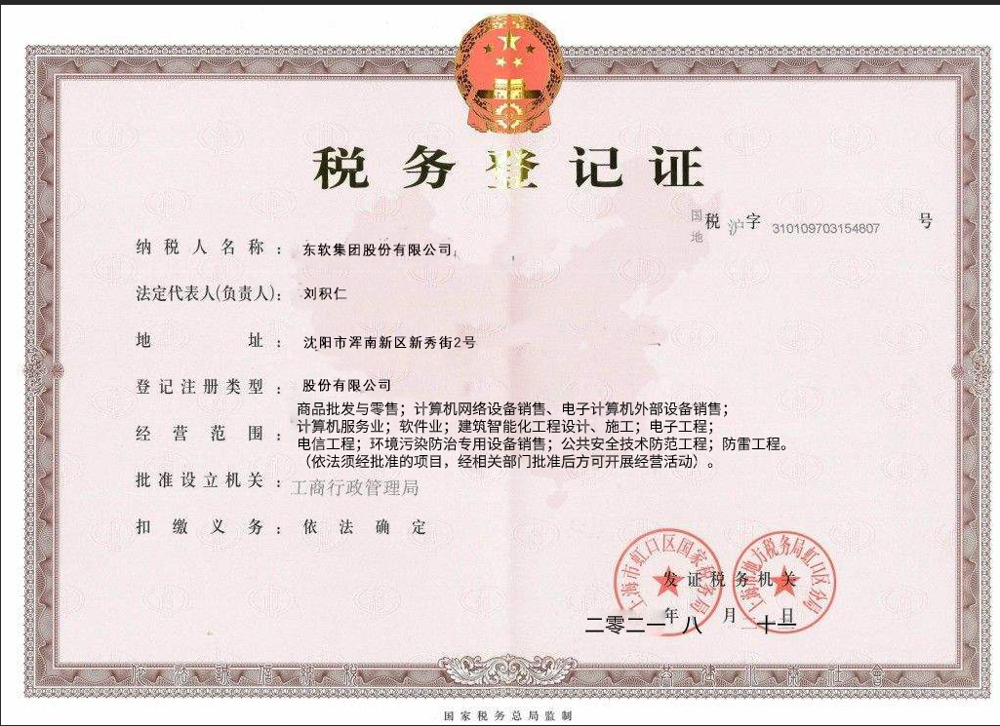 税务登记证
国地税沪字 310109703154807 号
纳税人名称： 东软集团股份有限公司
法定代表人(负责人)： 刘积仁
地址： 沈阳市浑南新区新秀街2号
登记注册类型： 股份有限公司
经营范围： 商品批发与零售；计算机网络设备销售、电子计算机外部设备销售；
计算机服务业；软件业；建筑智能化工程设计、施工；电子工程；
电信工程；环境污染防治专用设备销售；公共安全技术防范工程；防雷工程。
（依法须经批准的项目，经相关部门批准后方可开展经营活动）。
批准设立机关： 工商行政管理局
扣缴义务： 依法确定
上海市虹口区国家税务局
上海市地方税务局虹口区分局
发证税务机关
二零二一年八月二十一日
国家税务总局监制